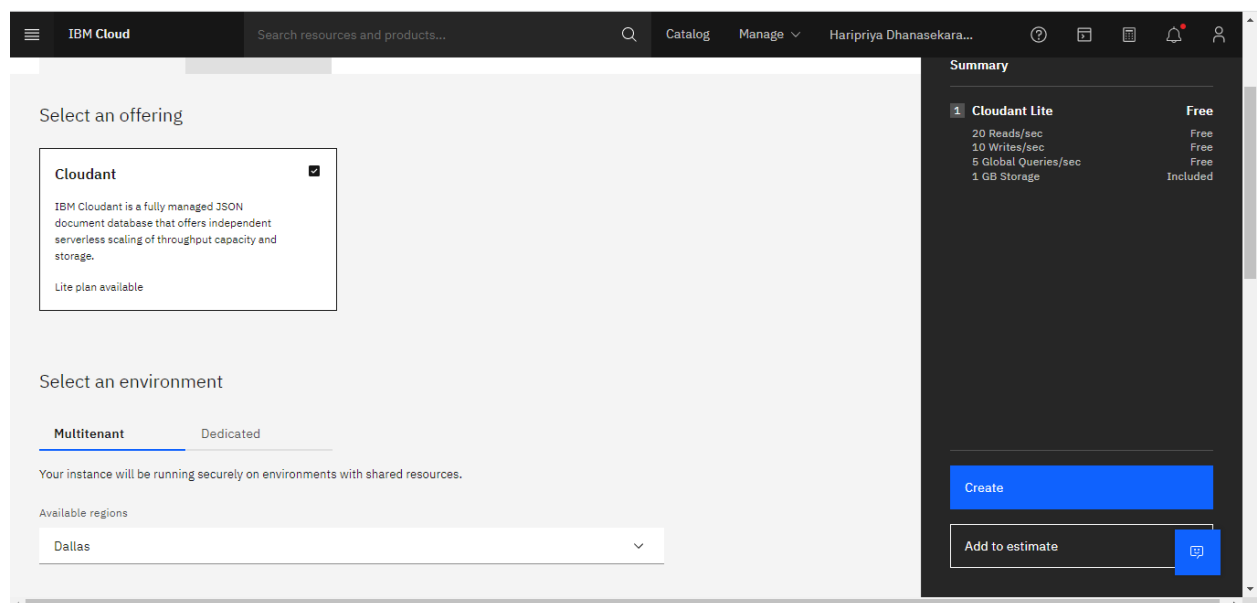 IBM Cloud
Search resources and products...
Catalog
Manage
Haripriya Dhanasekara...
Select an offering
Cloudant
IBM Cloudant is a fully managed JSON
document database that offers independent
serverless scaling of throughput capacity and
storage.
Lite plan available
Select an environment
Multitenant
Dedicated
Your instance will be running securely on environments with shared resources.
Available regions
Dallas
Summary
1 Cloudant Lite Free
20 Reads/sec Free
10 Writes/sec Free
5 Global Queries/sec Free
1 GB Storage Included
Create
Add to estimate